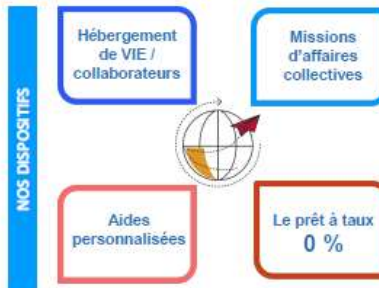 NOS DISPOSITIFS
Hébergement
de VIE /
collaborateurs
Missions
d'affaires
collectives
Aides
personnalisées
Le prêt à taux
0 %